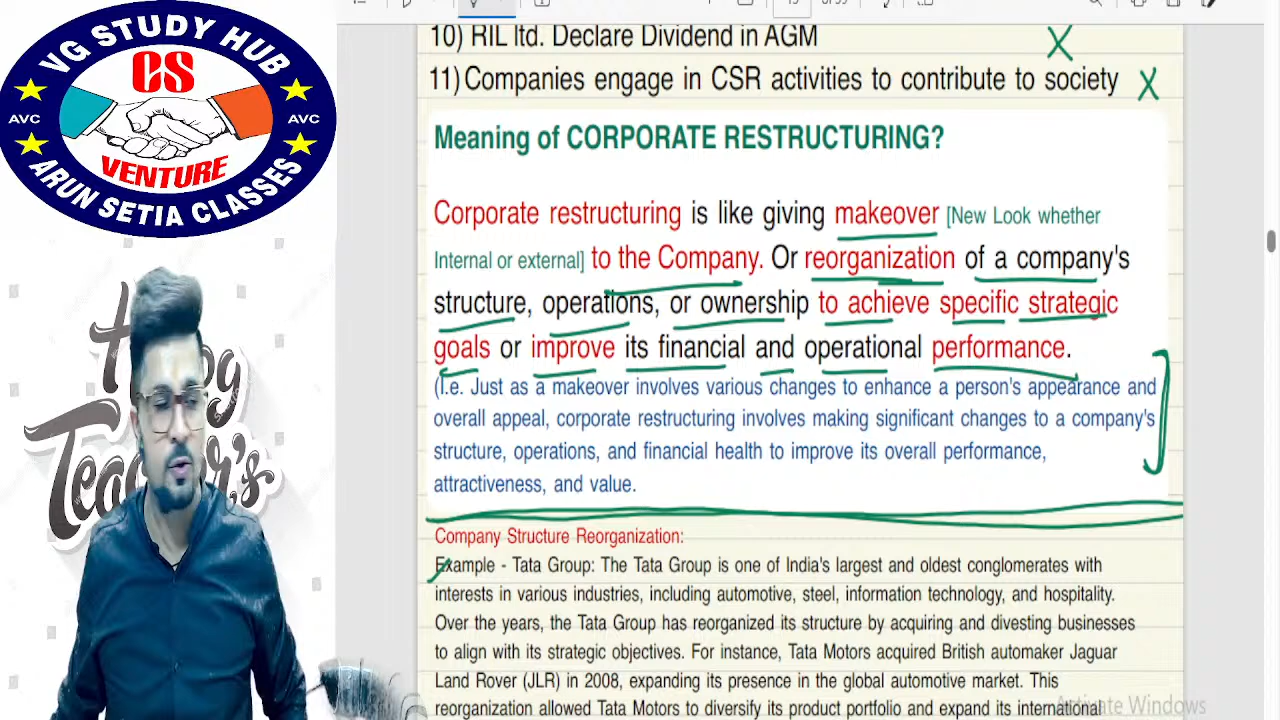 VG STUDY HUB
CS
AVC
AVC
VENTURE
ARUN SETIA CLASSES
Teacher's
10) RIL ltd. Declare Dividend in AGM
11) Companies engage in CSR activities to contribute to society
Meaning of CORPORATE RESTRUCTURING?
Corporate restructuring is like giving makeover [New Look whether
Internal or external] to the Company. Or reorganization of a company's
structure, operations, or ownership to achieve specific strategic
goals or improve its financial and operational performance.
(I.e. Just as a makeover involves various changes to enhance a person's appearance and
overall appeal, corporate restructuring involves making significant changes to a company's
structure, operations, and financial health to improve its overall performance,
attractiveness, and value.
Company Structure Reorganization:
Example - Tata Group: The Tata Group is one of India's largest and oldest conglomerates with
interests in various industries, including automotive, steel, information technology, and hospitality.
Over the years, the Tata Group has reorganized its structure by acquiring and divesting businesses
to align with its strategic objectives. For instance, Tata Motors acquired British automaker Jaguar
Land Rover (JLR) in 2008, expanding its presence in the global automotive market. This
reorganization allowed Tata Motors to diversify its product portfolio and expand its international
Activate Windows